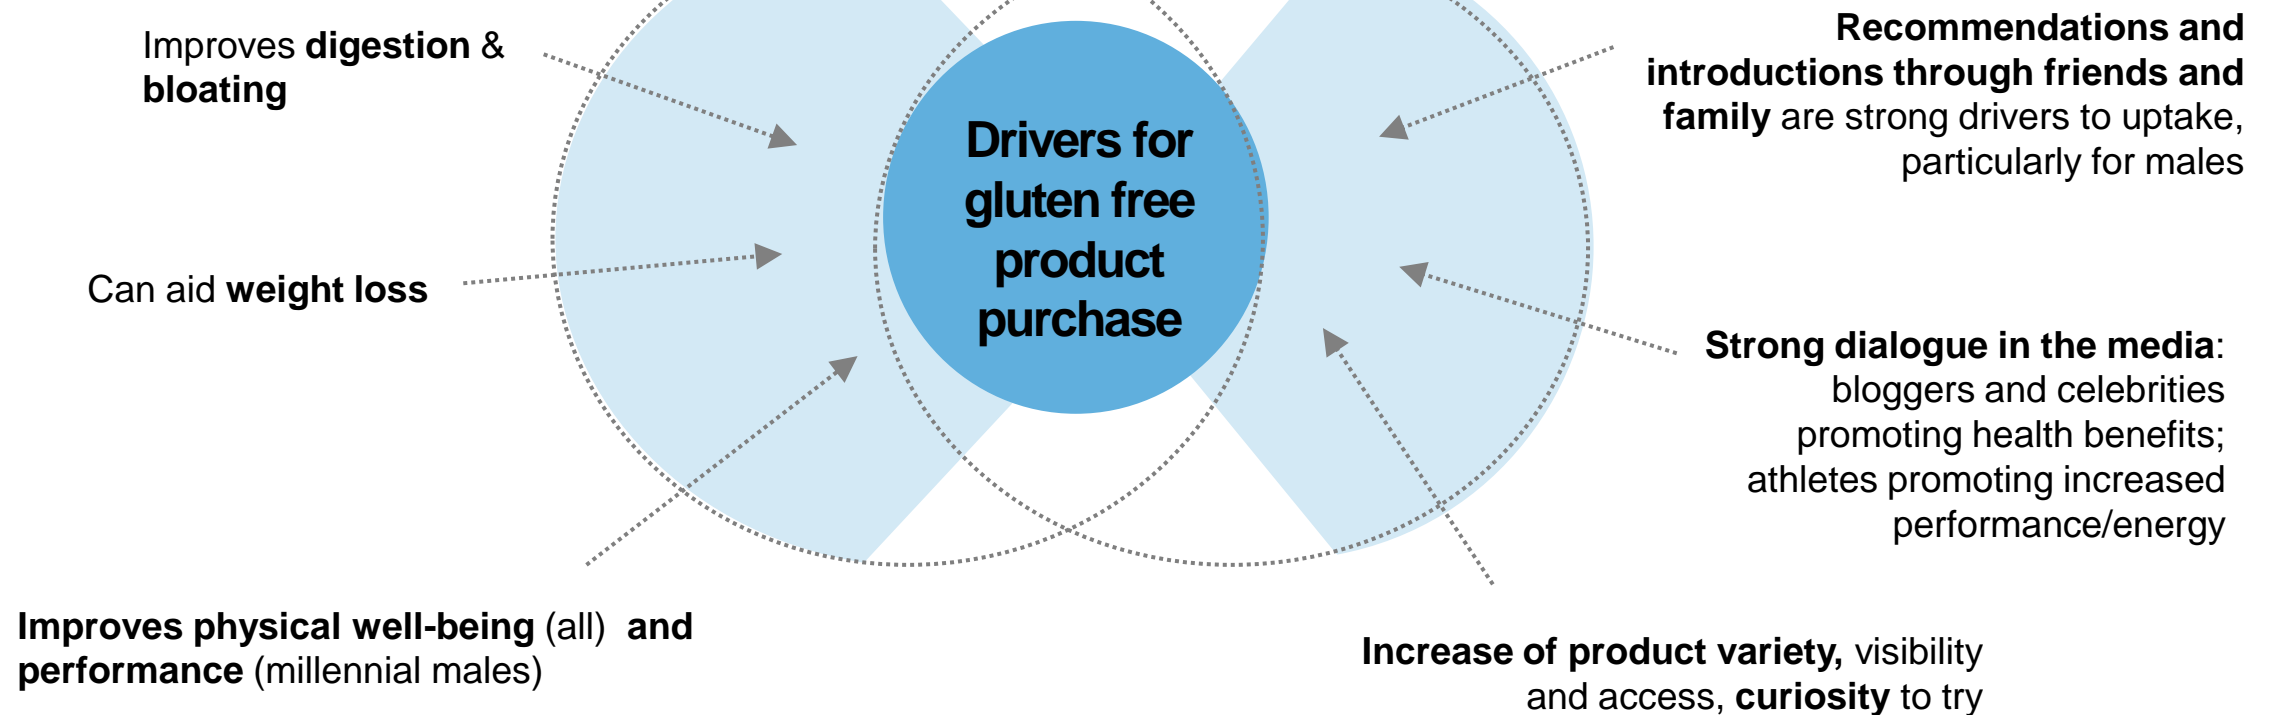 Improves digestion &
bloating
Can aid weight loss
Improves physical well-being (all) and
performance (millennial males)
Drivers for
gluten free
product
purchase
Recommendations and
introductions through friends and
family are strong drivers to uptake,
particularly for males
Strong dialogue in the media:
bloggers and celebrities
promoting health benefits;
athletes promoting increased
performance/energy
Increase of product variety, visibility
and access, curiosity to try